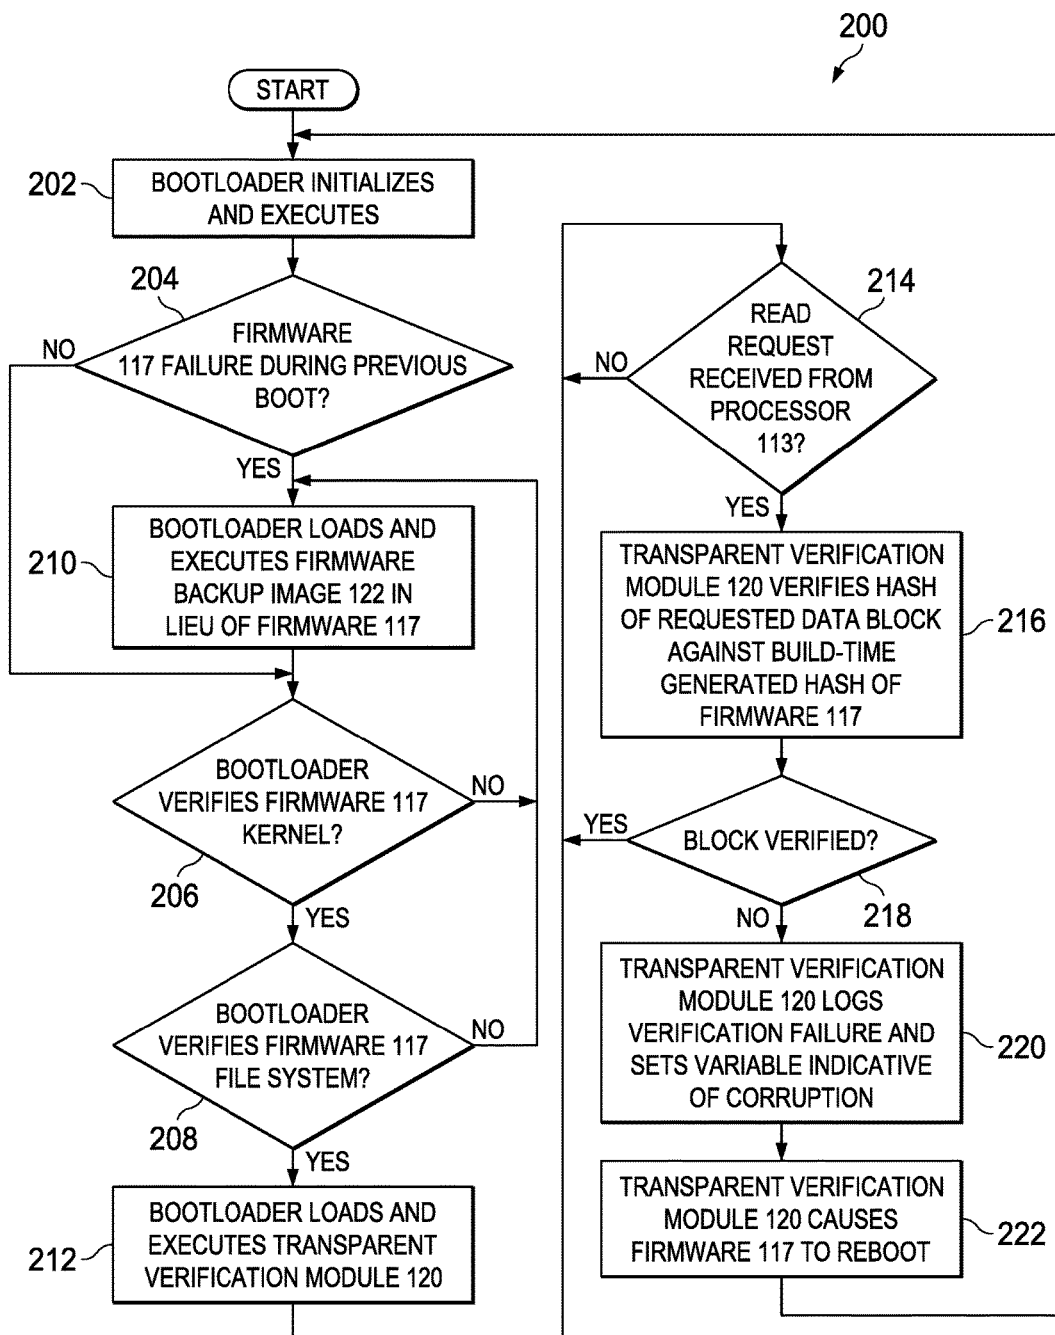 200
START
202
BOOTLOADER INITIALIZES
AND EXECUTES
204
FIRMWARE
117 FAILURE DURING PREVIOUS
BOOT?
NO
YES
210
BOOTLOADER LOADS AND
EXECUTES FIRMWARE
BACKUP IMAGE 122 IN
LIEU OF FIRMWARE 117
BOOTLOADER
VERIFIES FIRMWARE 117
KERNEL?
NO
206
YES
BOOTLOADER
VERIFIES FIRMWARE 117
FILE SYSTEM?
NO
208
YES
212
BOOTLOADER LOADS AND
EXECUTES TRANSPARENT
VERIFICATION MODULE 120
214
READ
REQUEST
RECEIVED FROM
PROCESSOR
113?
NO
YES
TRANSPARENT VERIFICATION
MODULE 120 VERIFIES HASH
OF REQUESTED DATA BLOCK
AGAINST BUILD-TIME
GENERATED HASH OF
FIRMWARE 117
216
YES
BLOCK VERIFIED?
218
NO
TRANSPARENT VERIFICATION
MODULE 120 LOGS
VERIFICATION FAILURE AND
SETS VARIABLE INDICATIVE
OF CORRUPTION
220
TRANSPARENT VERIFICATION
MODULE 120 CAUSES
FIRMWARE 117 TO REBOOT
222